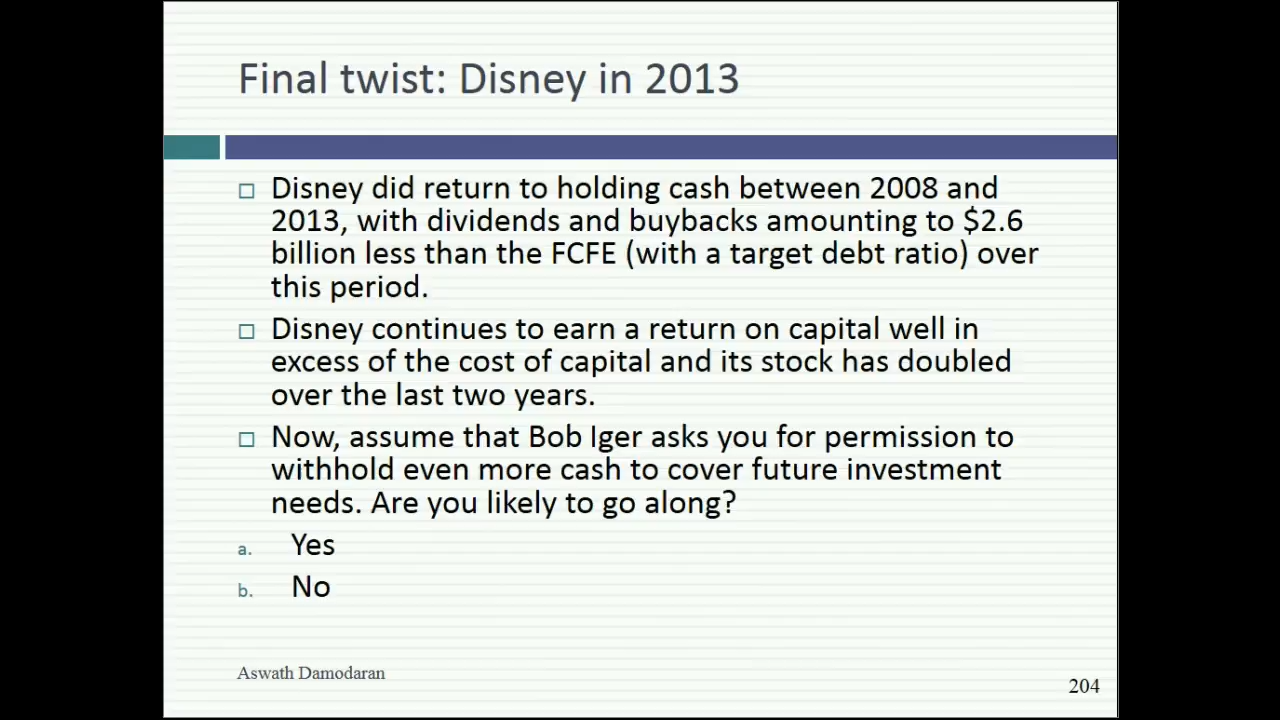 Final twist: Disney in 2013
Disney did return to holding cash between 2008 and
2013, with dividends and buybacks amounting to $2.6
billion less than the FCFE (with a target debt ratio) over
this period.
Disney continues to earn a return on capital well in
excess of the cost of capital and its stock has doubled
over the last two years.
Now, assume that Bob Iger asks you for permission to
withhold even more cash to cover future investment
needs. Are you likely to go along?
a. Yes
b. No
Aswath Damodaran
204